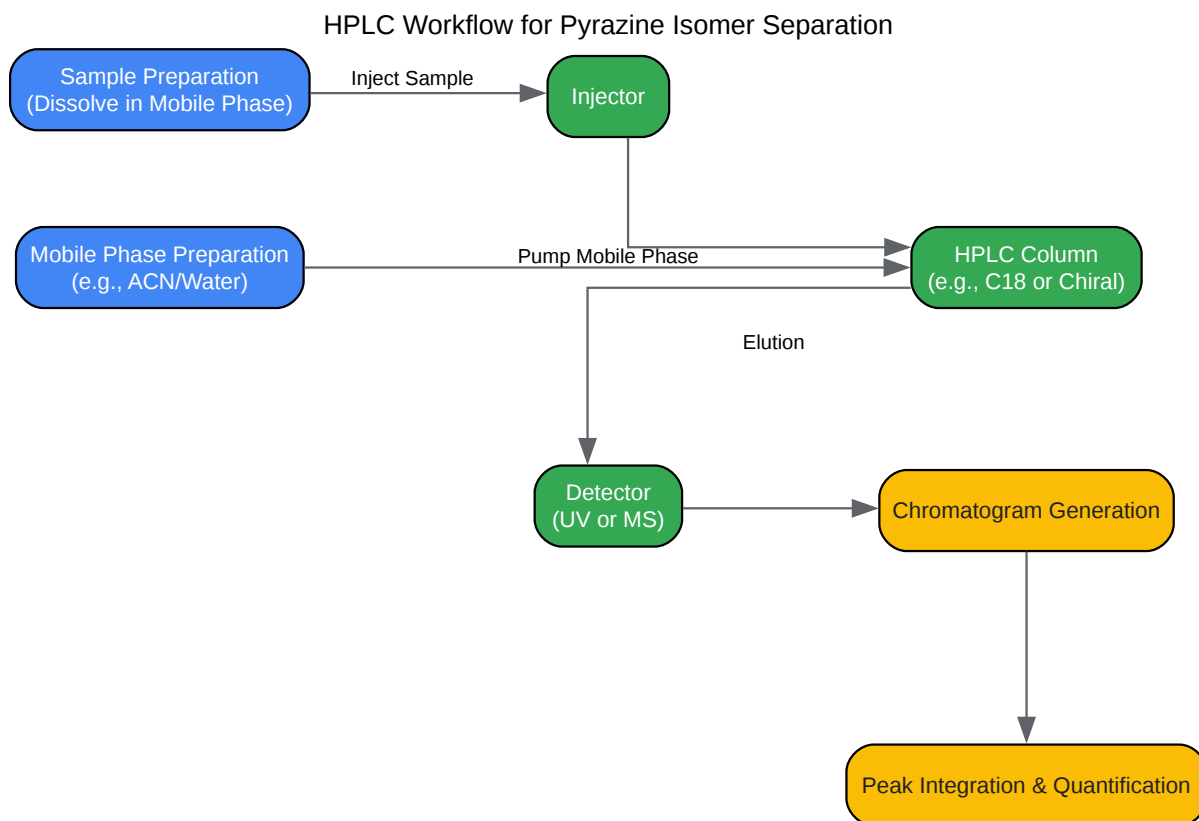 HPLC Workflow for Pyrazine Isomer Separation
Sample Preparation
(Dissolve in Mobile Phase)
Inject Sample
Injector
Mobile Phase Preparation
(e.g., ACN/Water)
Pump Mobile Phase
HPLC Column
(e.g., C18 or Chiral)
Elution
Detector
(UV or MS)
Chromatogram Generation
Peak Integration & Quantification